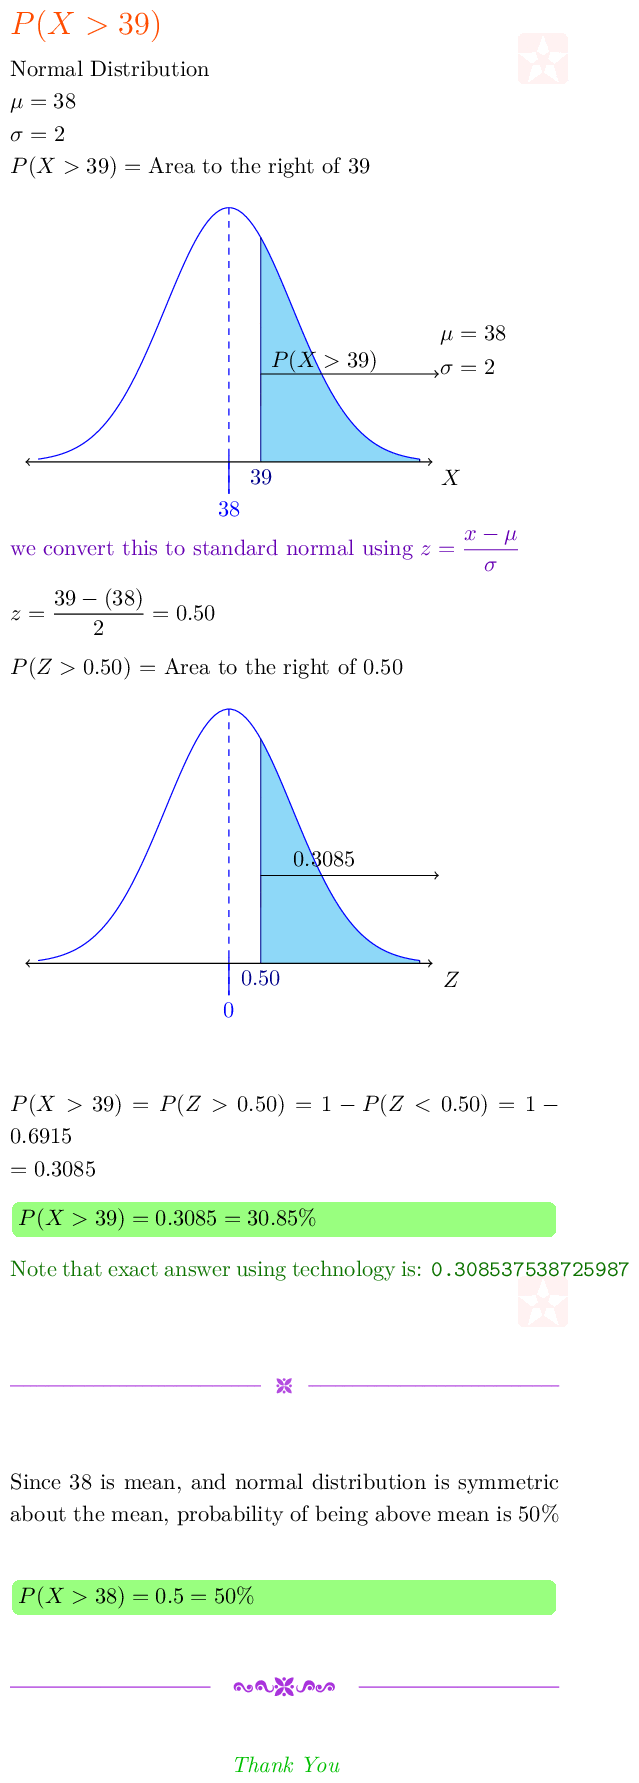 P(X > 39)
Normal Distribution
μ = 38
σ = 2
P(X > 39) = Area to the right of 39
μ = 38
P(X > 39)
σ = 2
39
X
38
we convert this to standard normal using z = (x − μ)/σ
z = (39 − (38))/2 = 0.50
P(Z > 0.50) = Area to the right of 0.50
0.3085
0.50
Z
0
P(X > 39) = P(Z > 0.50) = 1 − P(Z < 0.50) = 1 −
0.6915
= 0.3085
P(X > 39) = 0.3085 = 30.85%
Note that exact answer using technology is: 0.308537538725987
Since 38 is mean, and normal distribution is symmetric
about the mean, probability of being above mean is 50%
P(X > 38) = 0.5 = 50%
Thank You